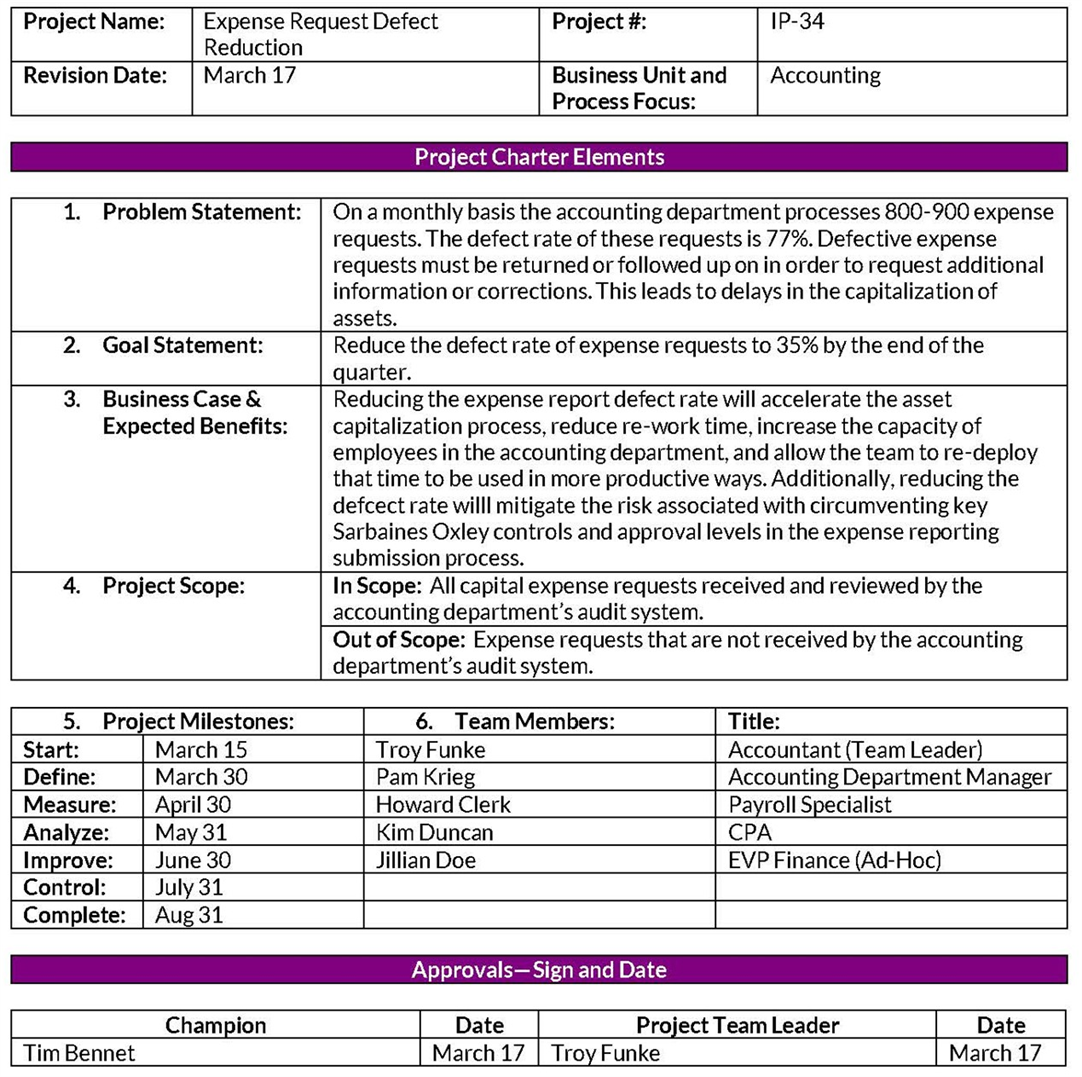 Project Name:
Expense Request Defect
Reduction
Project #:
IP-34
Revision Date:
March 17
Business Unit and
Process Focus:
Accounting
Project Charter Elements
1. Problem Statement:
On a monthly basis the accounting department processes 800-900 expense
requests. The defect rate of these requests is 77%. Defective expense
requests must be returned or followed up on in order to request additional
information or corrections. This leads to delays in the capitalization of
assets.
2. Goal Statement:
Reduce the defect rate of expense requests to 35% by the end of the
quarter.
3. Business Case &
Expected Benefits:
Reducing the expense report defect rate will accelerate the asset
capitalization process, reduce re-work time, increase the capacity of
employees in the accounting department, and allow the team to re-deploy
that time to be used in more productive ways. Additionally, reducing the
defcect rate willl mitigate the risk associated with circumventing key
Sarbaines Oxley controls and approval levels in the expense reporting
submission process.
4. Project Scope:
In Scope: All capital expense requests received and reviewed by the
accounting department's audit system.
Out of Scope: Expense requests that are not received by the accounting
department's audit system.
5. Project Milestones: 6. Team Members: Title:
Start: March 15 Troy Funke Accountant (Team Leader)
Define: March 30 Pam Krieg Accounting Department Manager
Measure: April 30 Howard Clerk Payroll Specialist
Analyze: May 31 Kim Duncan CPA
Improve: June 30 Jillian Doe EVP Finance (Ad-Hoc)
Control: July 31
Complete: Aug 31
Approvals—Sign and Date
Champion Date Project Team Leader Date
Tim Bennet March 17 Troy Funke March 17